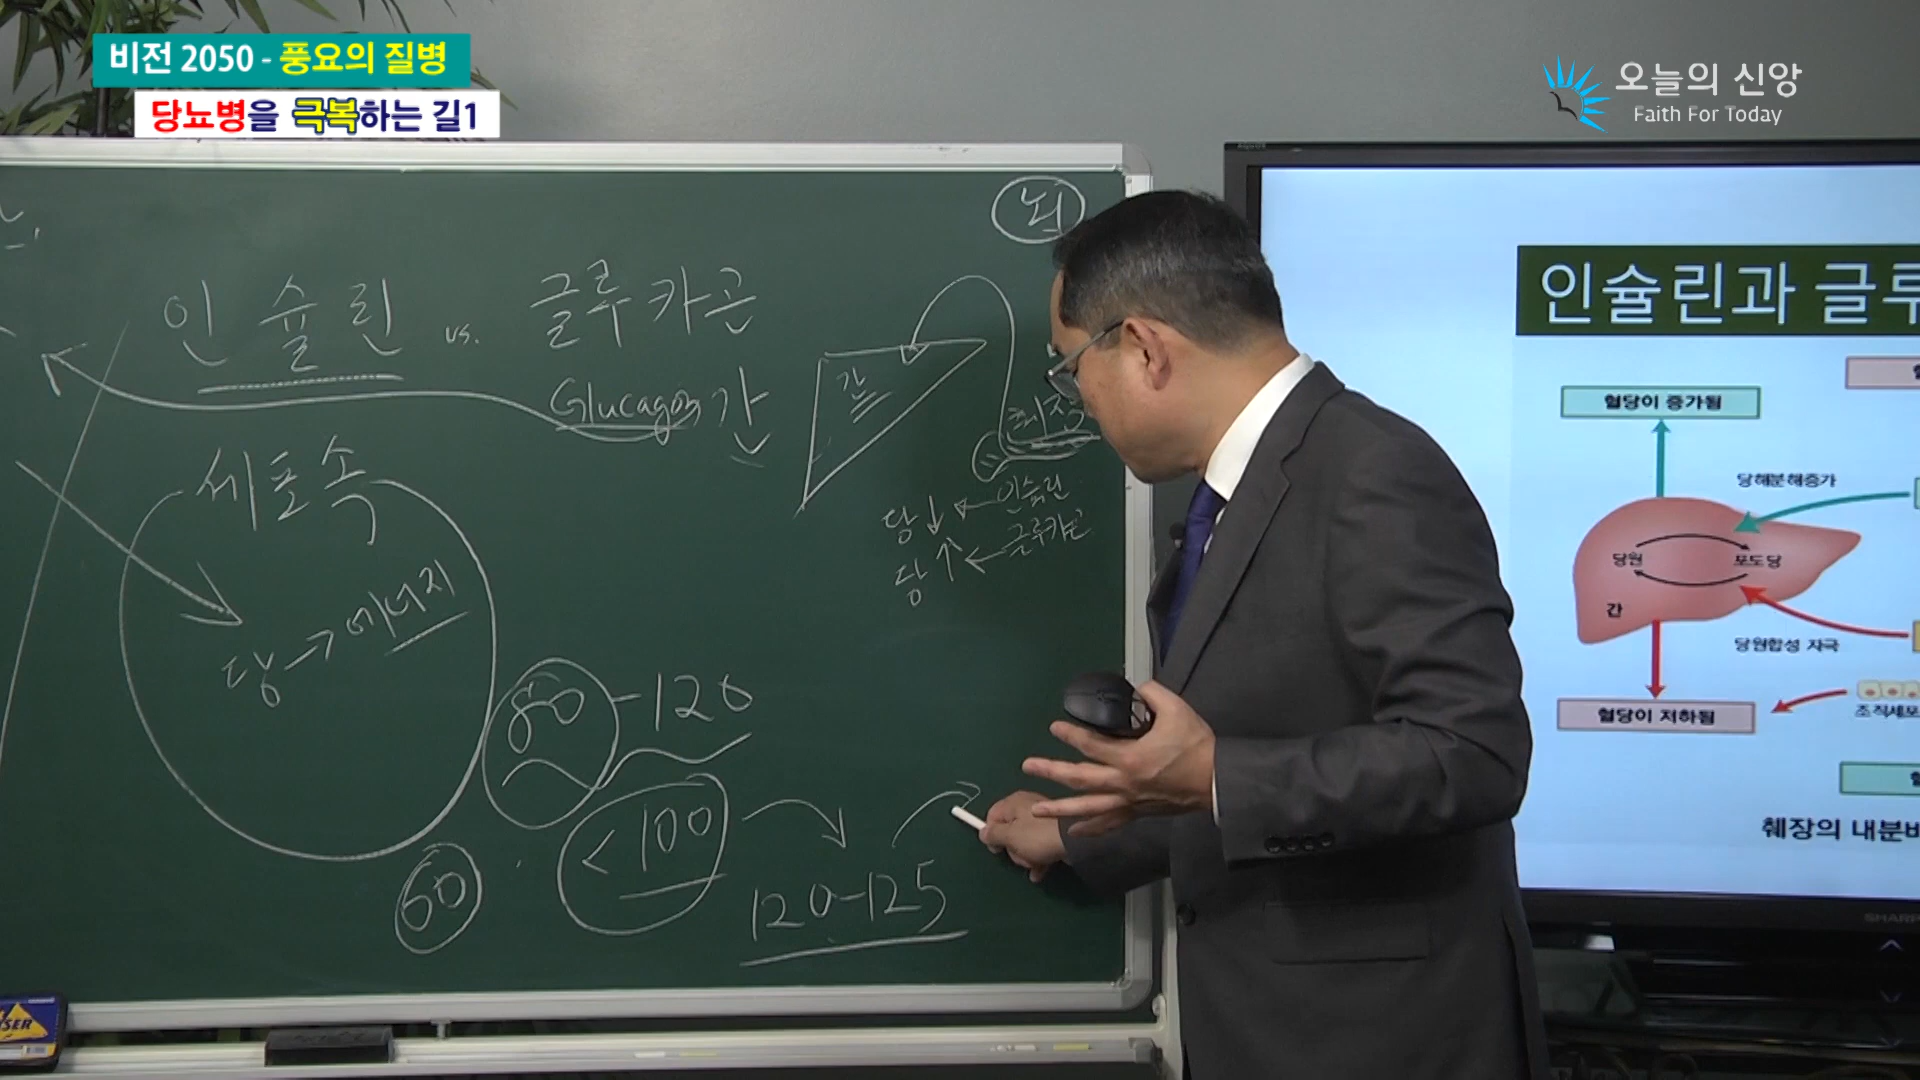 비전 2050 - 풍요의 질병
당뇨병을 극복하는 길1
오늘의 신앙
Faith For Today
뇌
인슐린 vs. 글루카곤
Glucagon 간
간
췌장
당↓ ← 인슐린
당↑ ← 글루카곤
세포 속
당 → 에너지
80-120
< 100
60
120-125
인슐린과 글루
혈당이 증가됨
당해분해증가
당원
포도당
간
당원합성 자극
혈당이 저하됨
조직세포
췌장의 내분비
SHARP